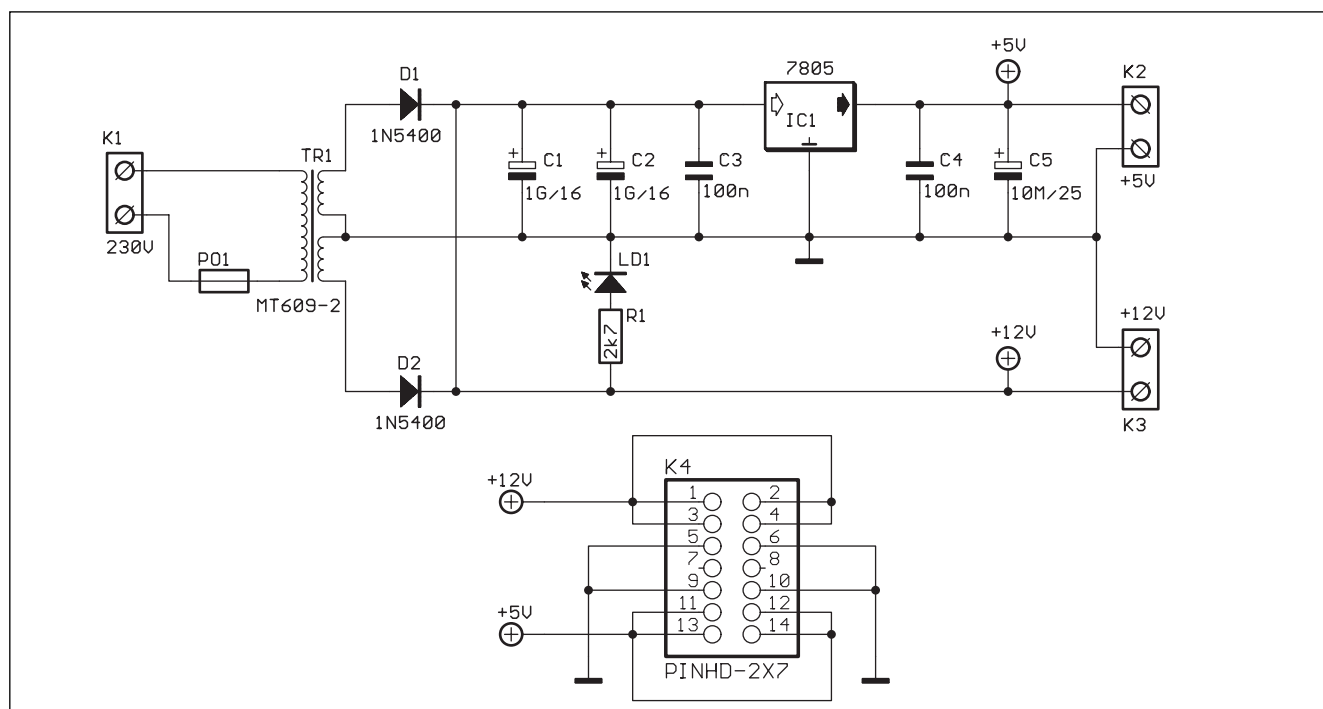 +5V
7805
K2
D1
IC1
1N5400
K1
TR1
+
C1
+
C2
C3
C4
+
C5
1G/16
1G/16
100n
100n
10M/25
+5V
230V
PO1
LD1
MT609-2
R1
2k7
+12V
+12V
D2
1N5400
K3
K4
+12V
1 2
3 4
5 6
7 8
9 10
11 12
+5V
13 14
PINHD-2X7